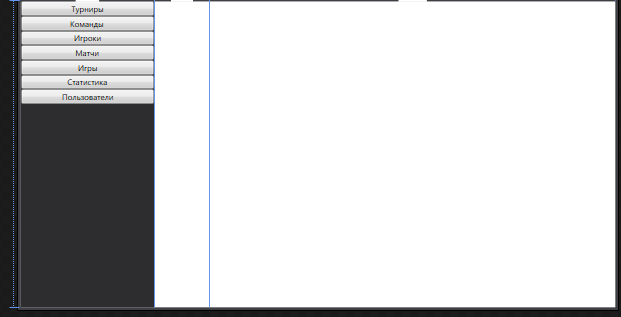 Турниры
Команды
Игроки
Матчи
Игры
Статистика
Пользователи